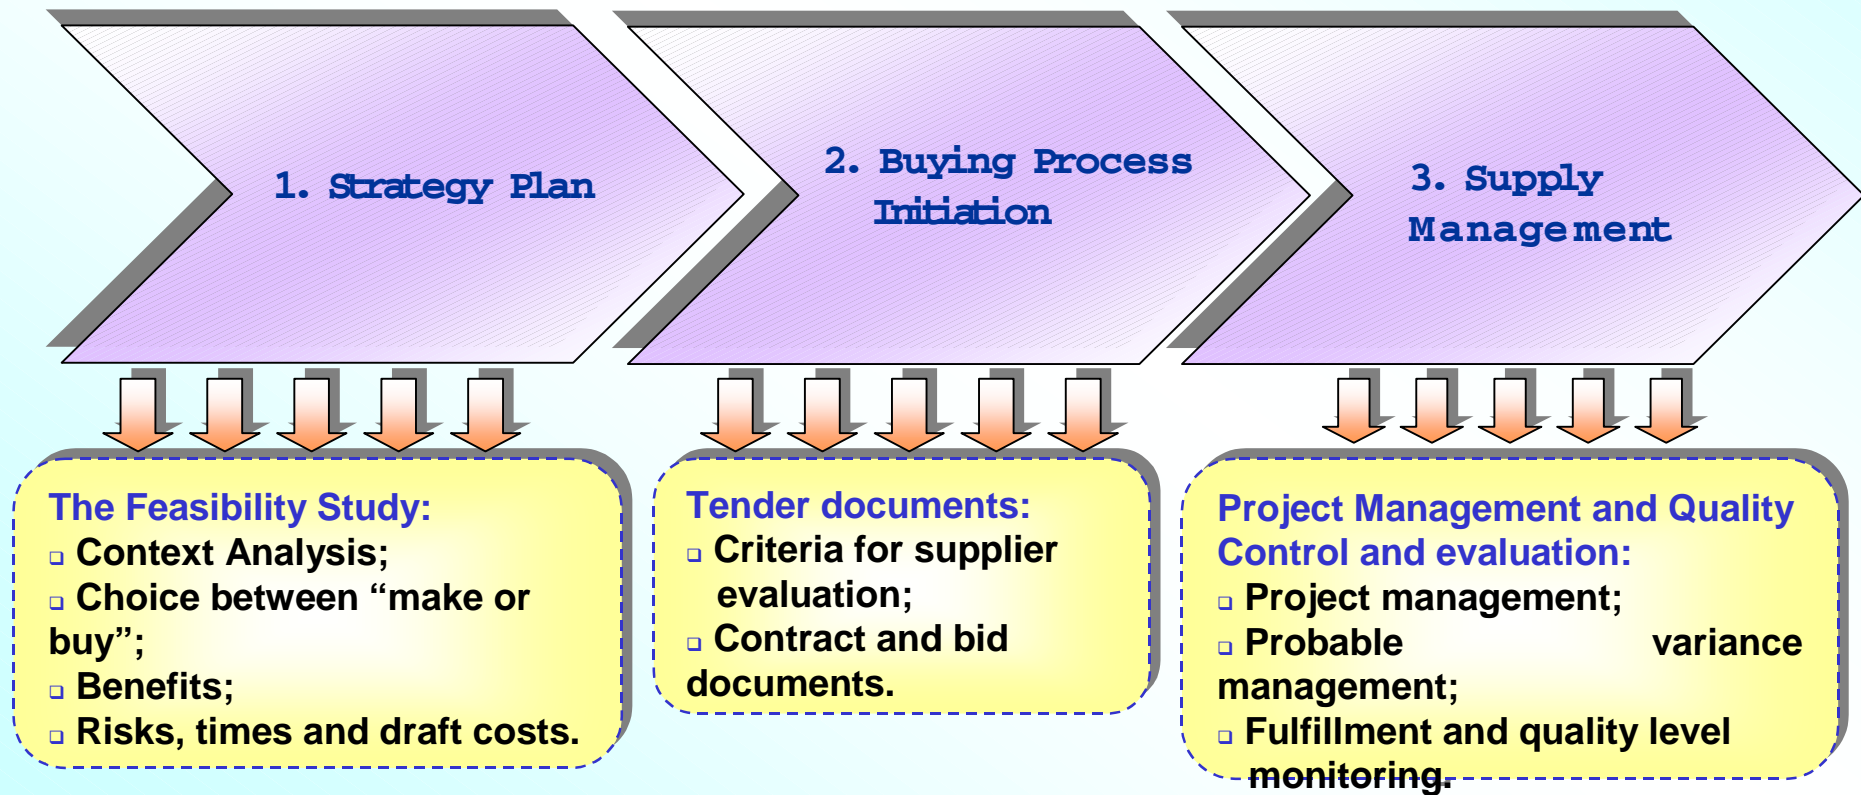 1. Strategy Plan
2. Buying Process
Initiation
3. Supply
Management
The Feasibility Study:
❑ Context Analysis;
❑ Choice between “make or
buy”;
❑ Benefits;
❑ Risks, times and draft costs.
Tender documents:
❑ Criteria for supplier
evaluation;
❑ Contract and bid
documents.
Project Management and Quality
Control and evaluation:
❑ Project management;
❑ Probable variance
management;
❑ Fulfillment and quality level
monitoring.